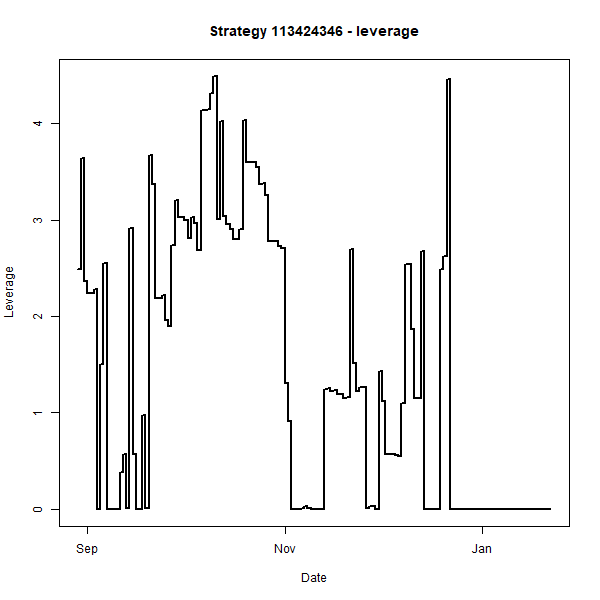 Strategy 113424346 - leverage
4
3
2
1
0
Leverage
Sep
Nov
Jan
Date